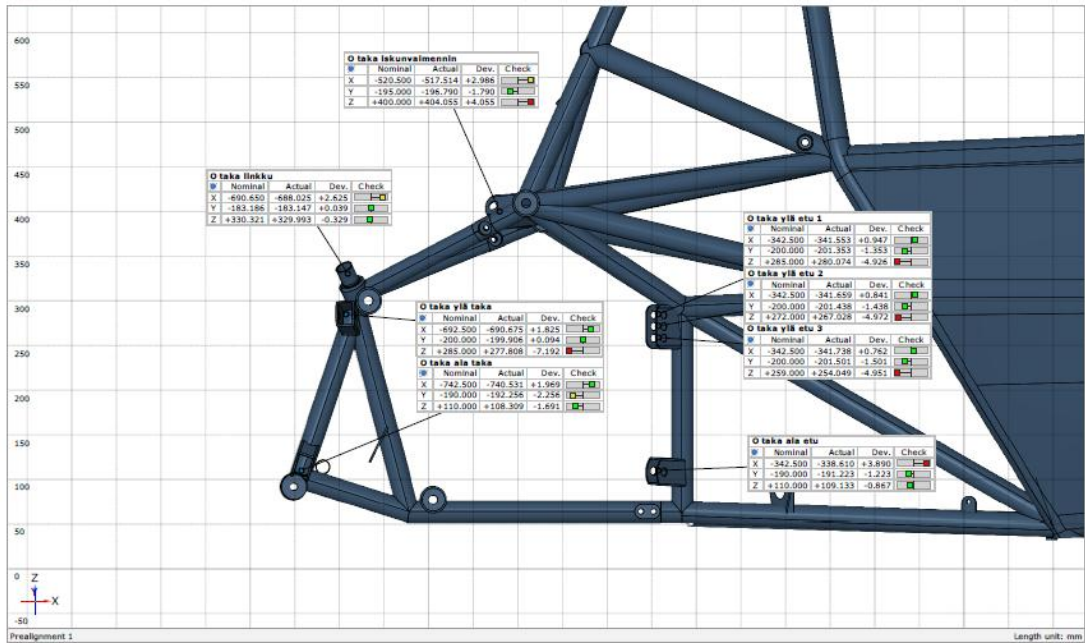 600
550
500
450
400
350
300
250
200
150
100
50
0
-50
O taka iskunvaimennin
Nominal Actual Dev. Check
X -520.500 -517.514 +2.986
Y -195.000 -196.790 -1.790
Z +400.000 +404.055 +4.055
O taka linkku
Nominal Actual Dev. Check
X -690.650 -688.025 +2.625
Y -183.186 -183.147 +0.039
Z +330.321 +329.993 -0.329
O taka ylä etu 1
Nominal Actual Dev. Check
X -342.500 -341.553 +0.947
Y -200.000 -201.353 -1.353
Z +285.000 +280.074 -4.926
O taka ylä etu 2
Nominal Actual Dev. Check
X -342.500 -341.659 +0.841
Y -200.000 -201.438 -1.438
Z +272.000 +267.028 -4.972
O taka ylä etu 3
Nominal Actual Dev. Check
X -342.500 -341.738 +0.762
Y -200.000 -201.501 -1.501
Z +259.000 +254.049 -4.951
O taka ylä taka
Nominal Actual Dev. Check
X -692.500 -690.675 +1.825
Y -200.000 -199.906 +0.094
Z +285.000 +277.808 -7.192
O taka ala taka
Nominal Actual Dev. Check
X -742.500 -740.531 +1.969
Y -190.000 -192.256 -2.256
Z +110.000 +108.309 -1.691
O taka ala etu
Nominal Actual Dev. Check
X -342.500 -338.610 +3.890
Y -190.000 -191.223 -1.223
Z +110.000 +109.133 -0.867
Z
Y
X
Prealignment 1
Length unit: mm